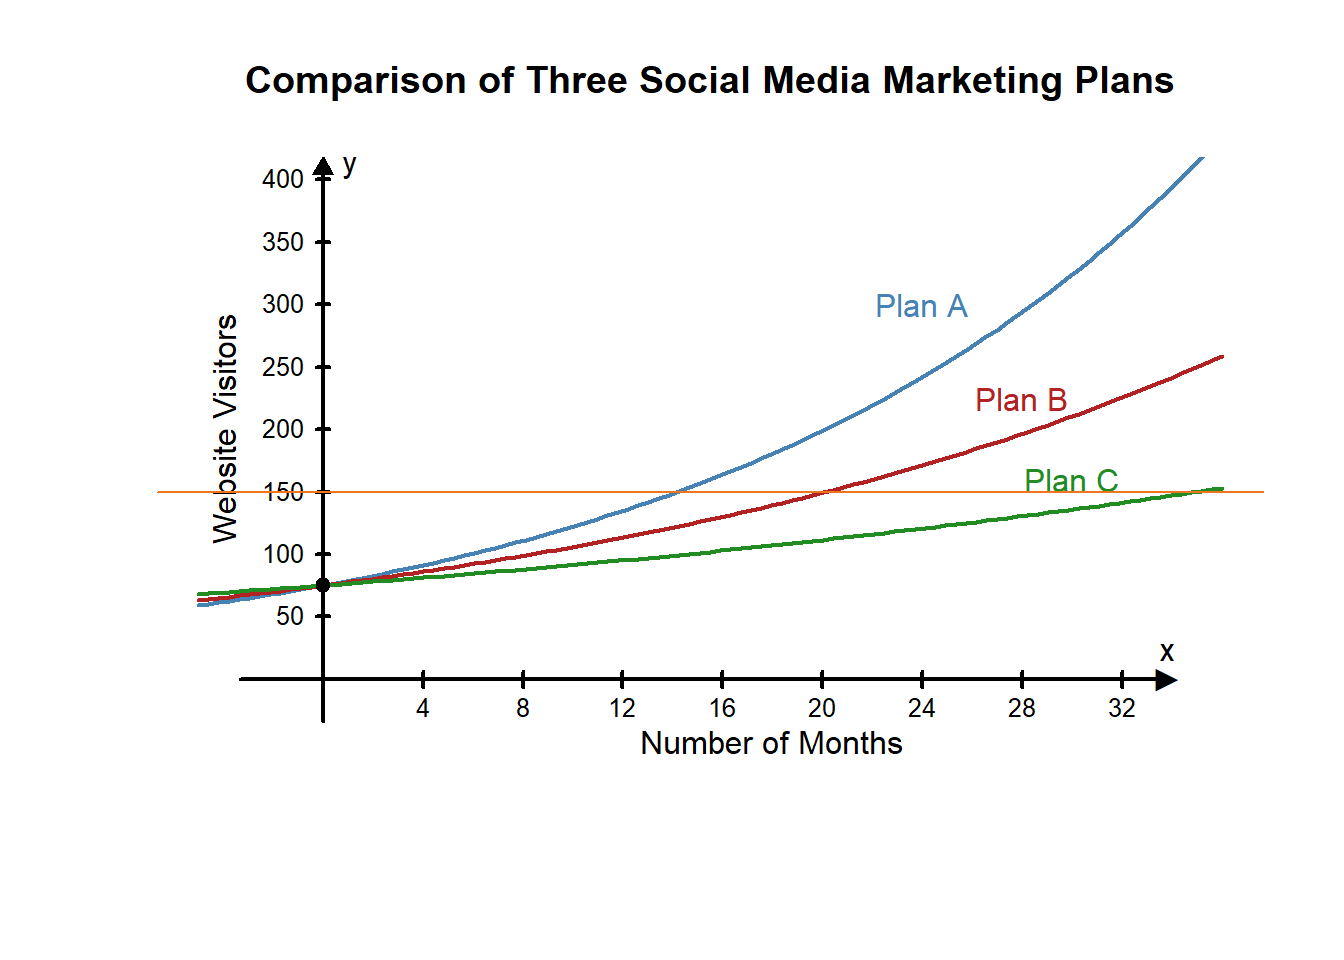 Comparison of Three Social Media Marketing Plans
y
400
350
300
250
200
150
100
50
Website Visitors
Plan A
Plan B
Plan C
x
4 8 12 16 20 24 28 32
Number of Months